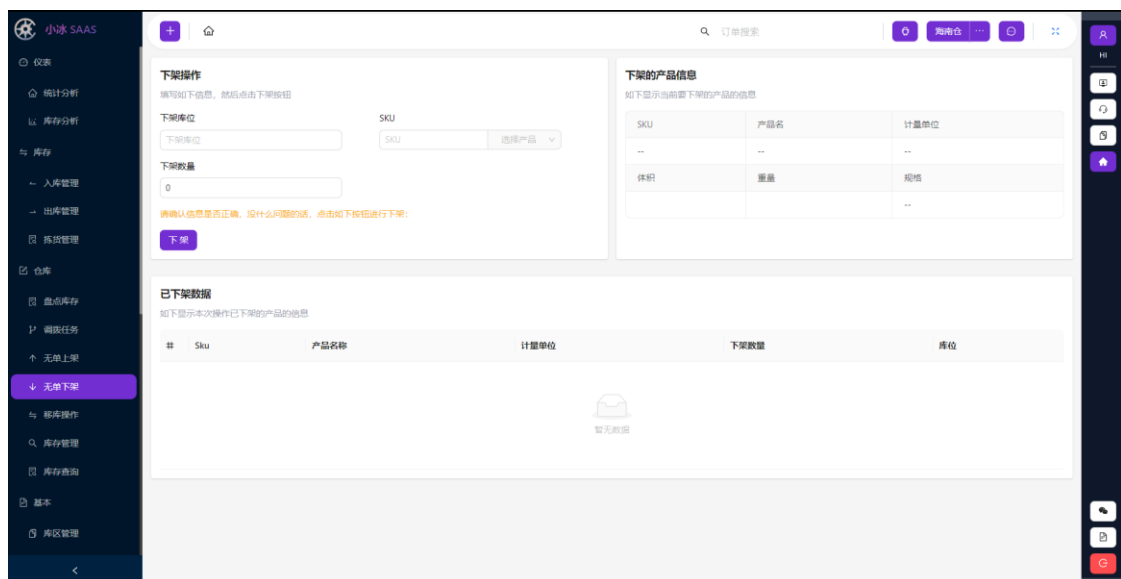 小冰 SAAS
仪表
统计分析
库存分析
库存
入库管理
出库管理
拣货管理
仓库
盘点库存
调拨任务
无单上架
无单下架
移库操作
库存管理
库存查询
基本
库区管理
订单搜索
海南仓 ···
HI
下架操作
填写如下信息，然后点击下架按钮
下架库位 SKU
下架库位 SKU 选择产品
下架数量
0
请确认信息是否正确，没什么问题的话，点击如下按钮进行下架:
下 架
下架的产品信息
如下显示当前要下架的产品的信息
SKU 产品名 计量单位
-- -- --
体积 重量 规格
--
已下架数据
如下显示本次操作已下架的产品的信息
# Sku 产品名称 计量单位 下架数量 库位
暂无数据